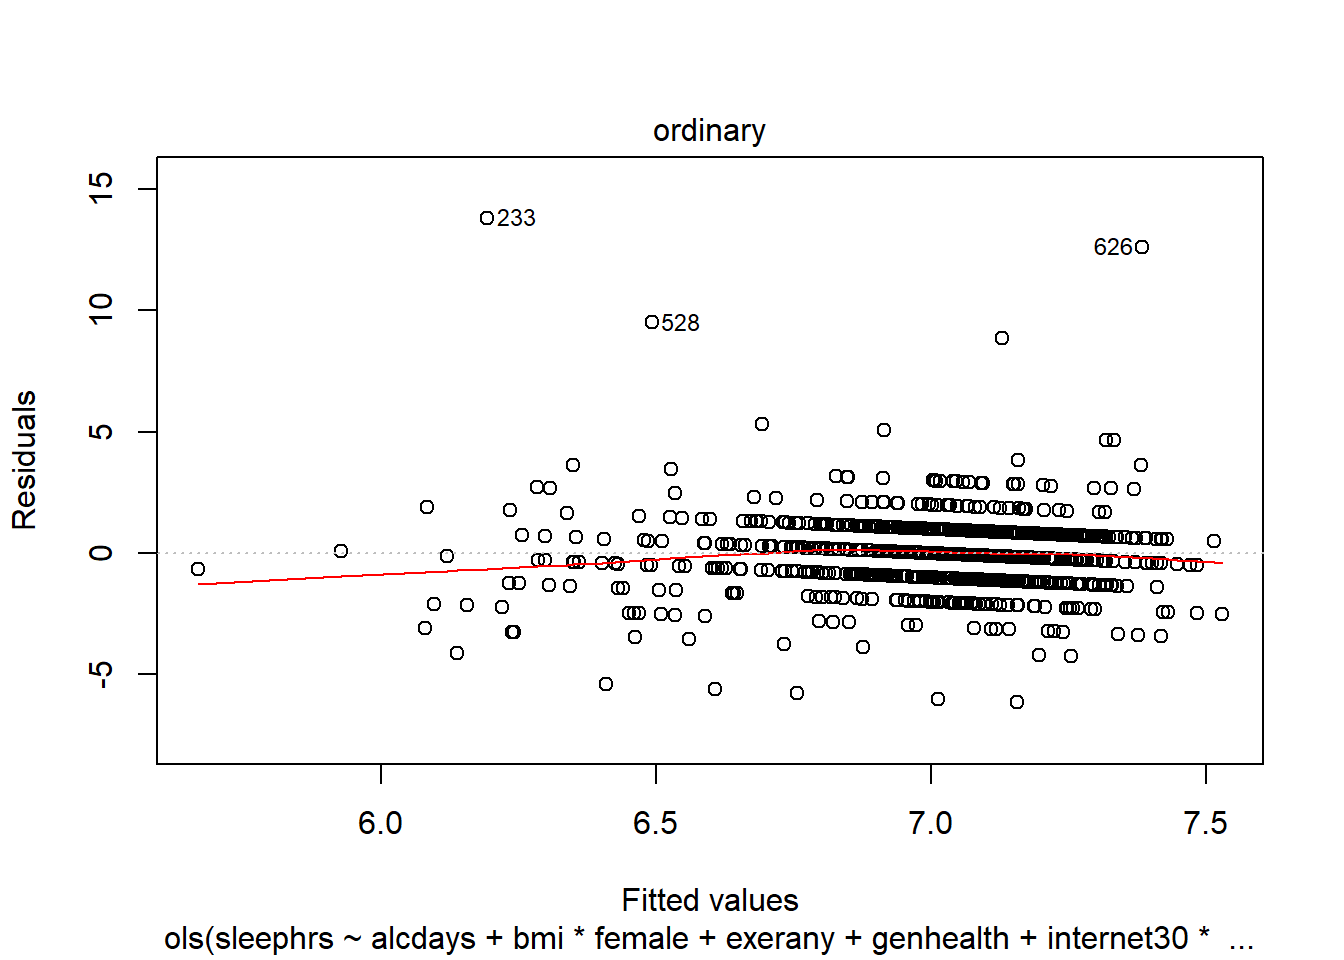 ordinary
15
10
5
0
-5
Residuals
233
626
528
6.0 6.5 7.0 7.5
Fitted values
ols(sleephrs ~ alcdays + bmi * female + exerany + genhealth + internet30 * ...